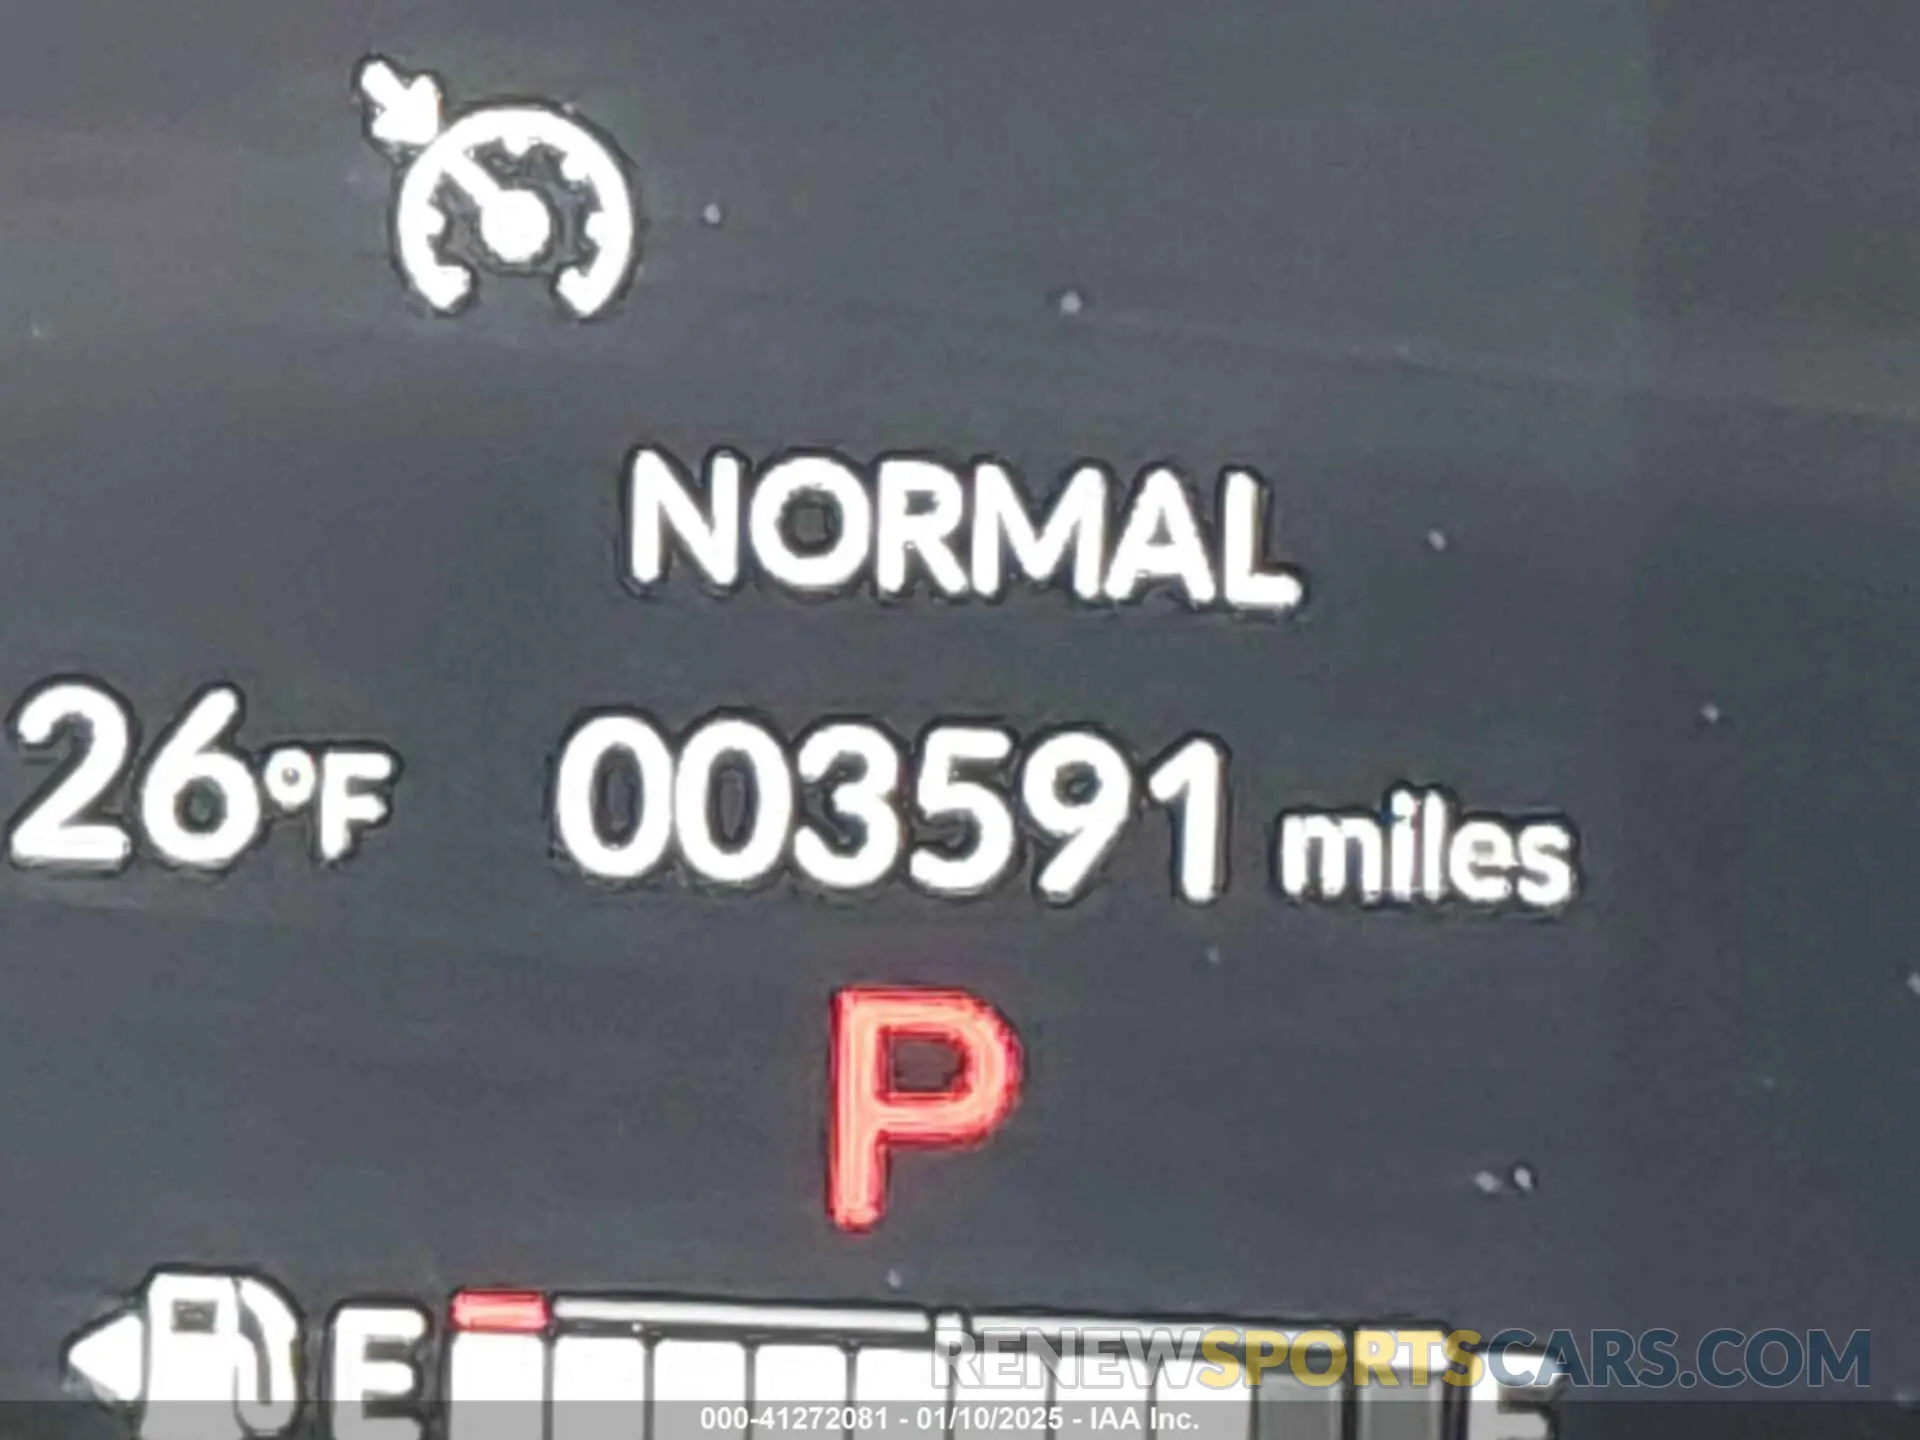 NORMAL
26°F 003591 miles
P
E F
RENEWSPORTSCARS.COM
000-41272081 - 01/10/2025 - IAA Inc.